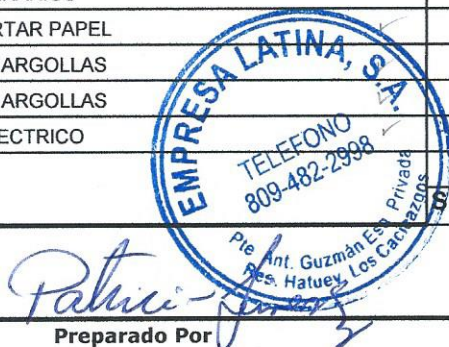 RTAR PAPEL
ARGOLLAS
ARGOLLAS
ECTRICO
EMPRESA LATINA, S.A.
TELEFONO
809-482-2998
Pte Ant. Guzmán Esq. Privada
Res. Hatuey, Los Cacicazgos
Preparado Por